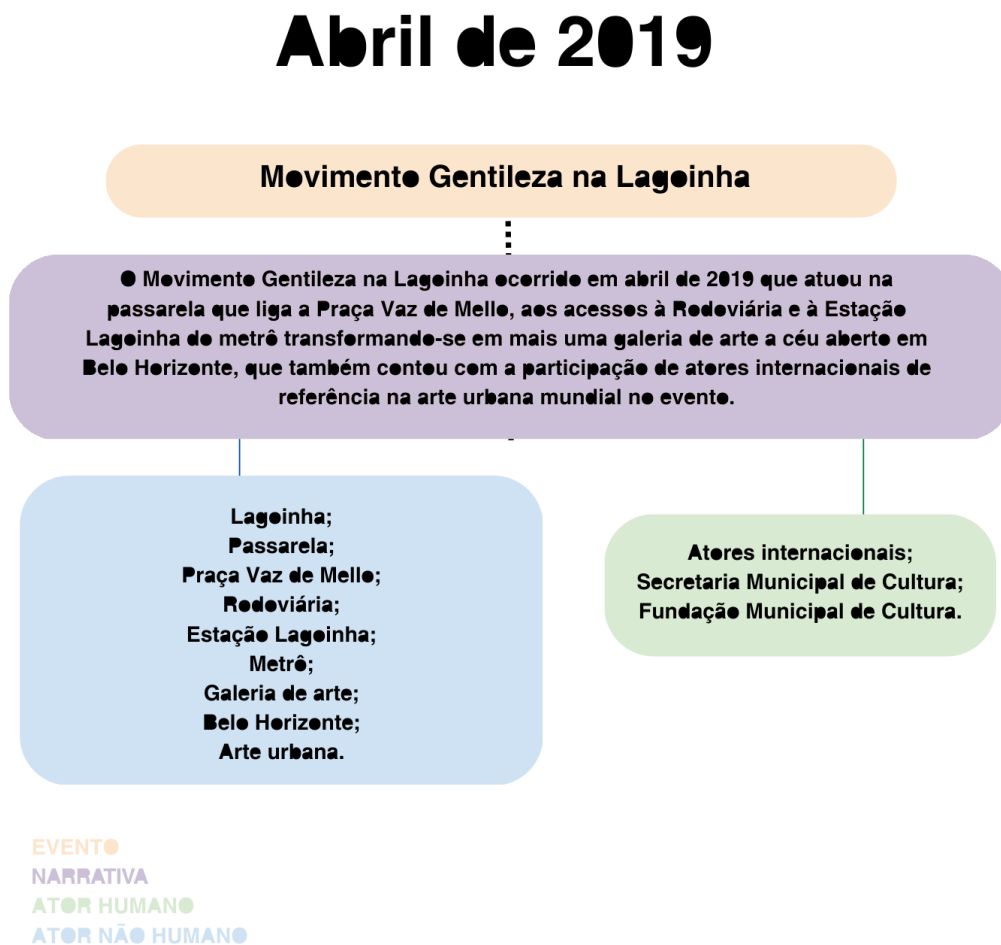 Abril de 2019
Movimento Gentileza na Lagoinha
O Movimento Gentileza na Lagoinha ocorrido em abril de 2019 que atuou na
passarela que liga a Praça Vaz de Mello, aos acessos à Rodoviária e à Estação
Lagoinha do metrô transformando-se em mais uma galeria de arte a céu aberto em
Belo Horizonte, que também contou com a participação de atores internacionais de
referência na arte urbana mundial no evento.
Lagoinha;
Passarela;
Praça Vaz de Mello;
Rodoviária;
Estação Lagoinha;
Metrô;
Galeria de arte;
Belo Horizonte;
Arte urbana.
Atores internacionais;
Secretaria Municipal de Cultura;
Fundação Municipal de Cultura.
EVENTO
NARRATIVA
ATOR HUMANO
ATOR NÃO HUMANO